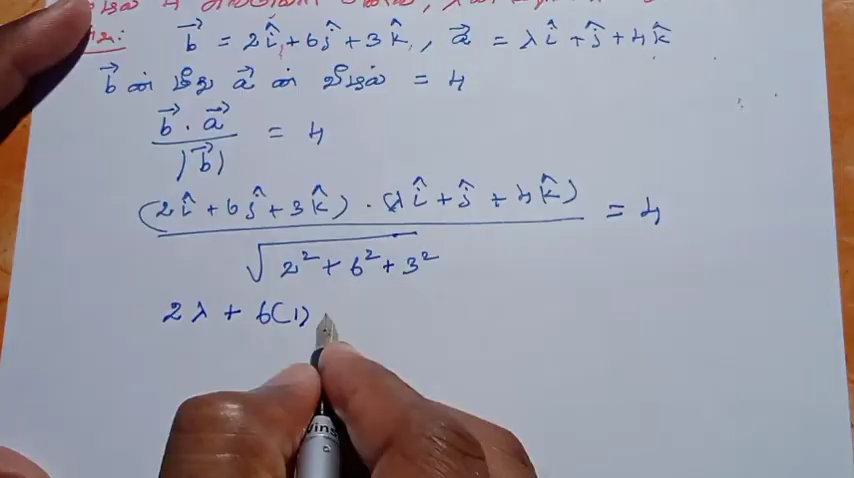 b⃗ = 2î + 6ĵ + 3k̂, a⃗ = λî + ĵ + 4k̂
b⃗ ன் மீது a⃗ ன் வீழல் = 4
b⃗ . a⃗ / |b⃗| = 4
(2î + 6ĵ + 3k̂) . (λî + ĵ + 4k̂) / √(2² + 6² + 3²) = 4
2λ + 6(1)